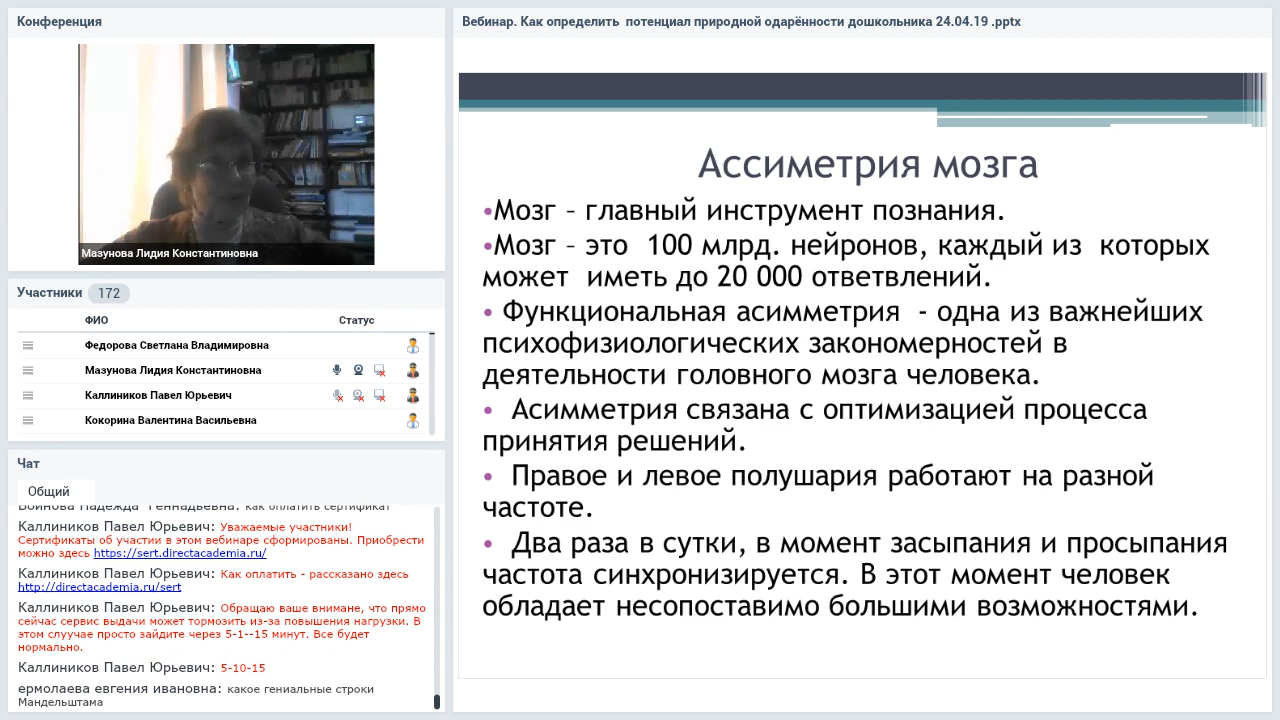 Конференция
Мазунова Лидия Константиновна
Участники 172
ФИО Статус
Федорова Светлана Владимировна
Мазунова Лидия Константиновна
Каллиников Павел Юрьевич
Кокорина Валентина Васильевна
Чат
Общий
Воинова Надежда Геннадьевна: как оплатить сертификат
Каллиников Павел Юрьевич: Уважаемые участники!
Сертификаты об участии в этом вебинаре сформированы. Приобрести
можно здесь https://sert.directacademia.ru/
Каллиников Павел Юрьевич: Как оплатить - рассказано здесь
http://directacademia.ru/sert
Каллиников Павел Юрьевич: Обращаю ваше внимане, что прямо
сейчас сервис выдачи может тормозить из-за повышения нагрузки. В
этом слуучае просто зайдите через 5-1--15 минут. Все будет
нормально.
Каллиников Павел Юрьевич: 5-10-15
ермолаева евгения ивановна: какое гениальные строки
Мандельштама
Вебинар. Как определить потенциал природной одарённости дошкольника 24.04.19 .pptx
Ассиметрия мозга
•Мозг – главный инструмент познания.
•Мозг – это 100 млрд. нейронов, каждый из которых
может иметь до 20 000 ответвлений.
• Функциональная асимметрия - одна из важнейших
психофизиологических закономерностей в
деятельности головного мозга человека.
• Асимметрия связана с оптимизацией процесса
принятия решений.
• Правое и левое полушария работают на разной
частоте.
• Два раза в сутки, в момент засыпания и просыпания
частота синхронизируется. В этот момент человек
обладает несопоставимо большими возможностями.